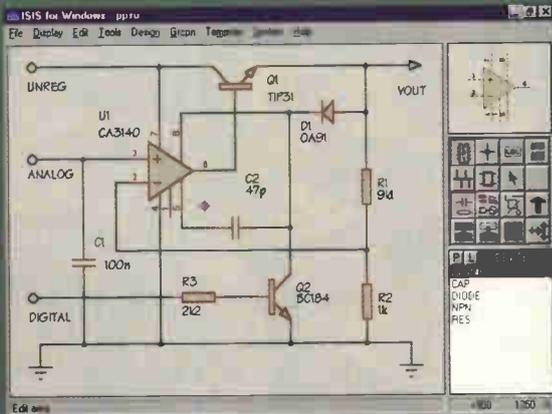 ISIS for Windows
File Display Edit Tools Design Graph
UNREG
Q1
TIP31
VOUT
U1
CA3140
D1
OA91
ANALOG
C2
47p
R1
C1
100n
R3
2k2
Q2
BC184
R2
1k
DIGITAL
P L
CAP
DIODE
NPN
RES